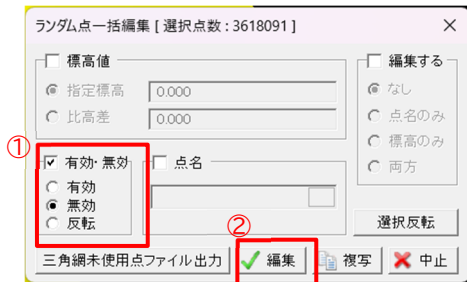 ランダム点一括編集 [ 選択点数 : 3618091 ]
標高値
指定標高 0.000
比高差 0.000
編集する
なし
点名のみ
標高のみ
両方
①
有効・無効
有効
無効
反転
点名
選択反転
②
三角網未使用点ファイル出力 編集 複写 中止